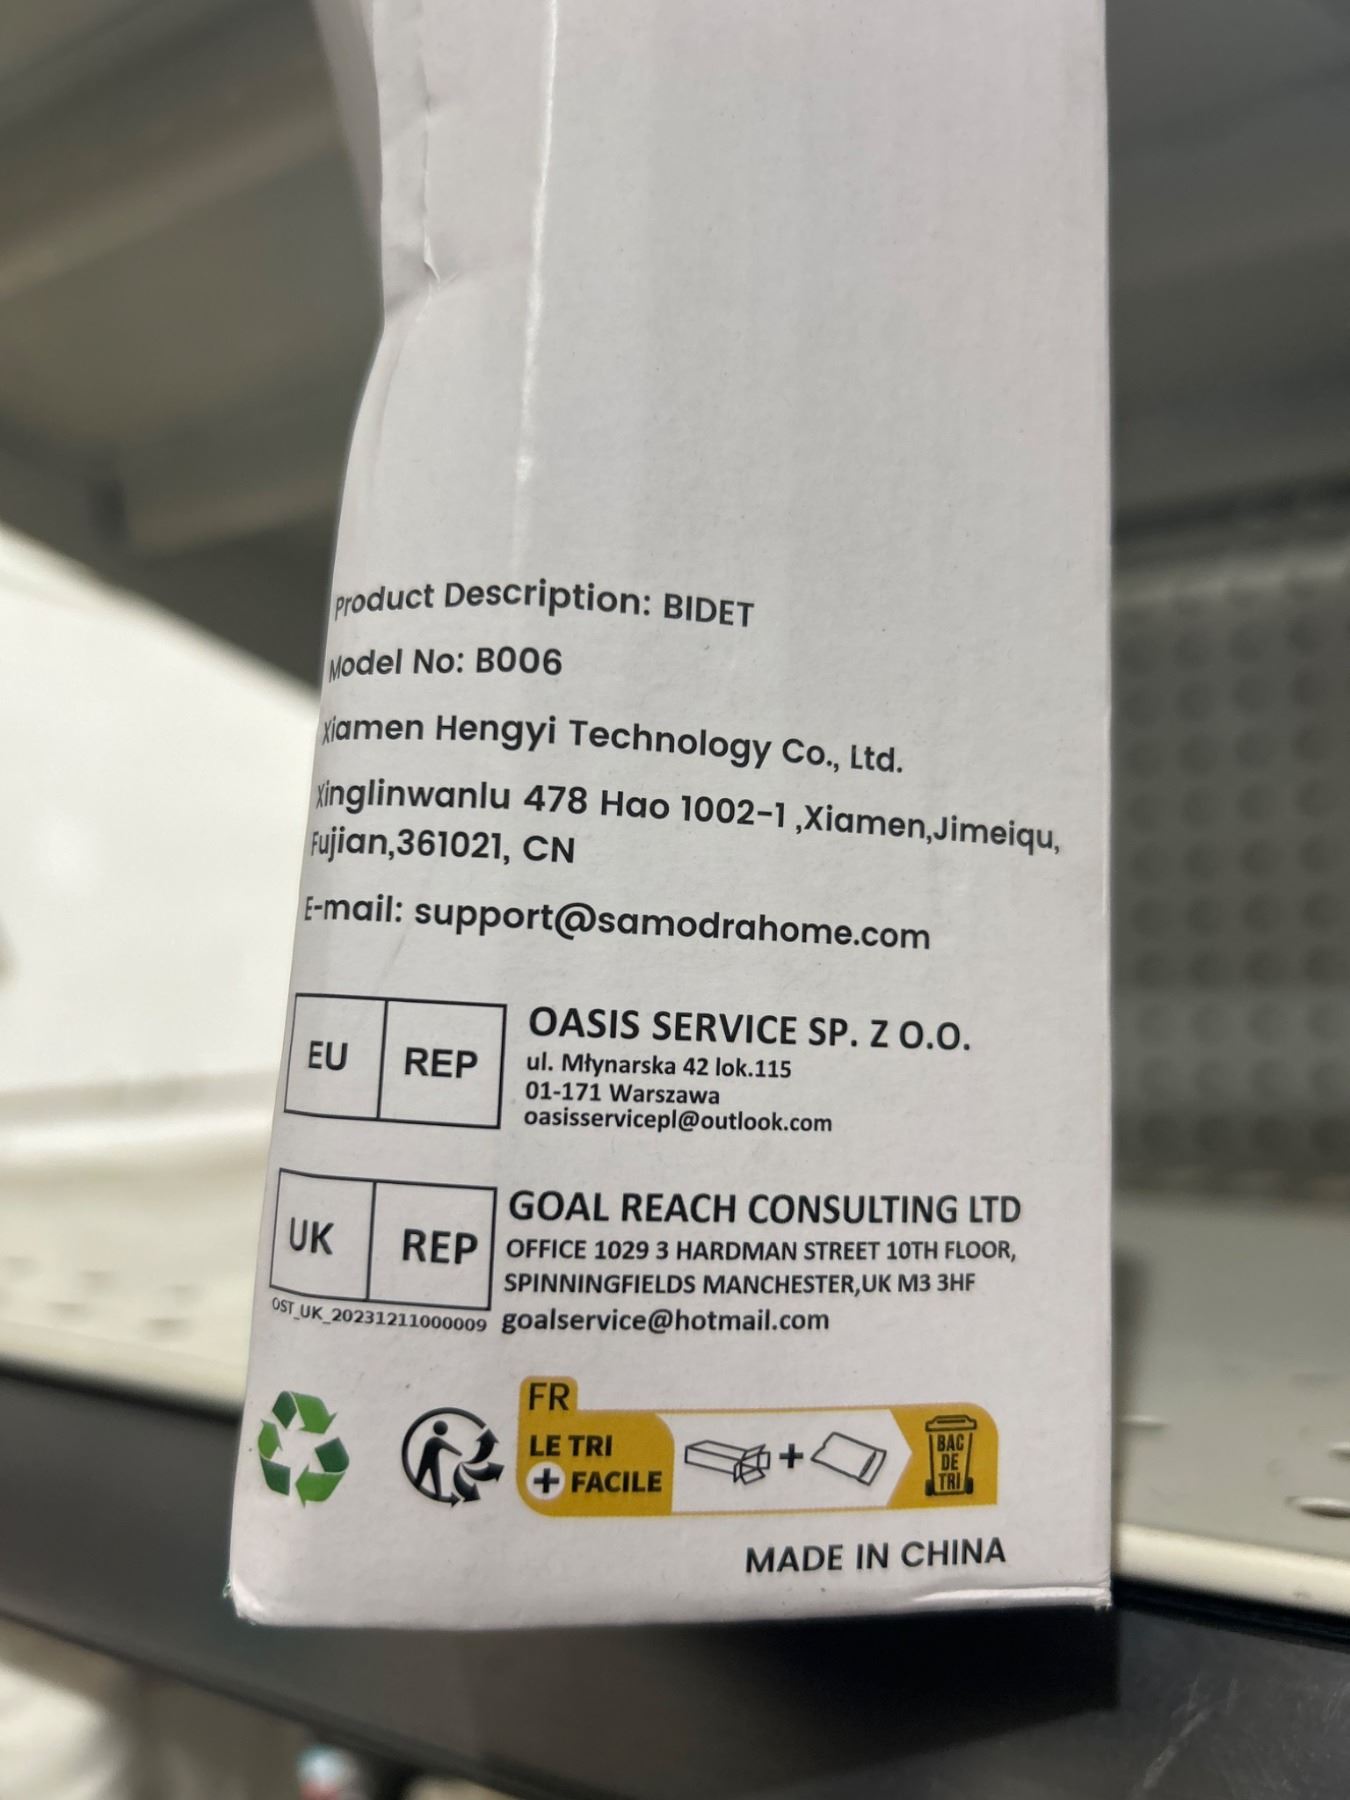 Product Description: BIDET
Model No: B006
Xiamen Hengyi Technology Co., Ltd.
Xinglinwanlu 478 Hao 1002-1 ,Xiamen,Jimeiqu,
Fujian,361021, CN
E-mail: support@samodrahome.com
EU REP
OASIS SERVICE SP. Z O.O.
ul. Młynarska 42 lok.115
01-171 Warszawa
oasisservicepl@outlook.com
UK REP
GOAL REACH CONSULTING LTD
OFFICE 1029 3 HARDMAN STREET 10TH FLOOR,
SPINNINGFIELDS MANCHESTER,UK M3 3HF
OST_UK_20231211000009 goalservice@hotmail.com
FR
LE TRI
+ FACILE
+
BAC
DE
TRI
MADE IN CHINA